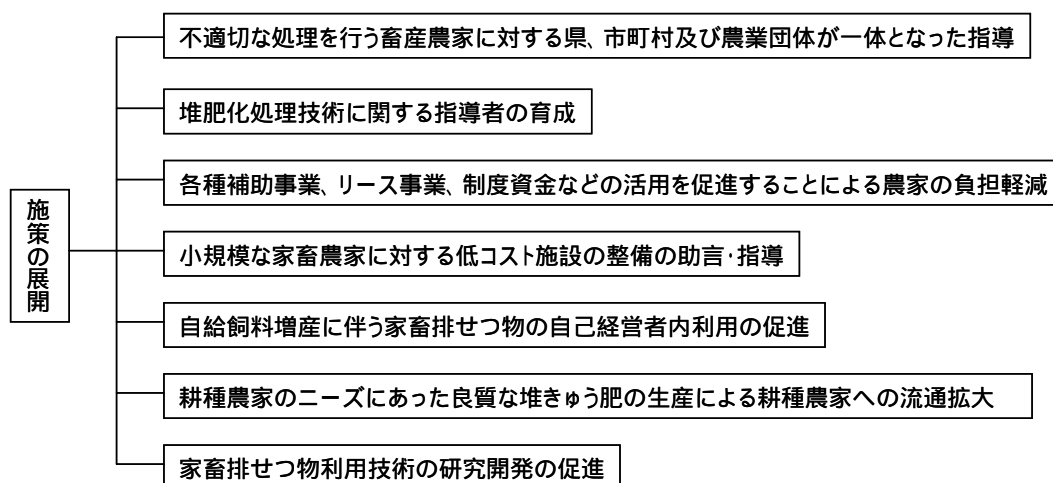 施策の展開
不適切な処理を行う畜産農家に対する県、市町村及び農業団体が一体となった指導
堆肥化処理技術に関する指導者の育成
各種補助事業、リース事業、制度資金などの活用を促進することによる農家の負担軽減
小規模な家畜農家に対する低コスト施設の整備の助言・指導
自給飼料増産に伴う家畜排せつ物の自己経営者内利用の促進
耕種農家のニーズにあった良質な堆きゅう肥の生産による耕種農家への流通拡大
家畜排せつ物利用技術の研究開発の促進